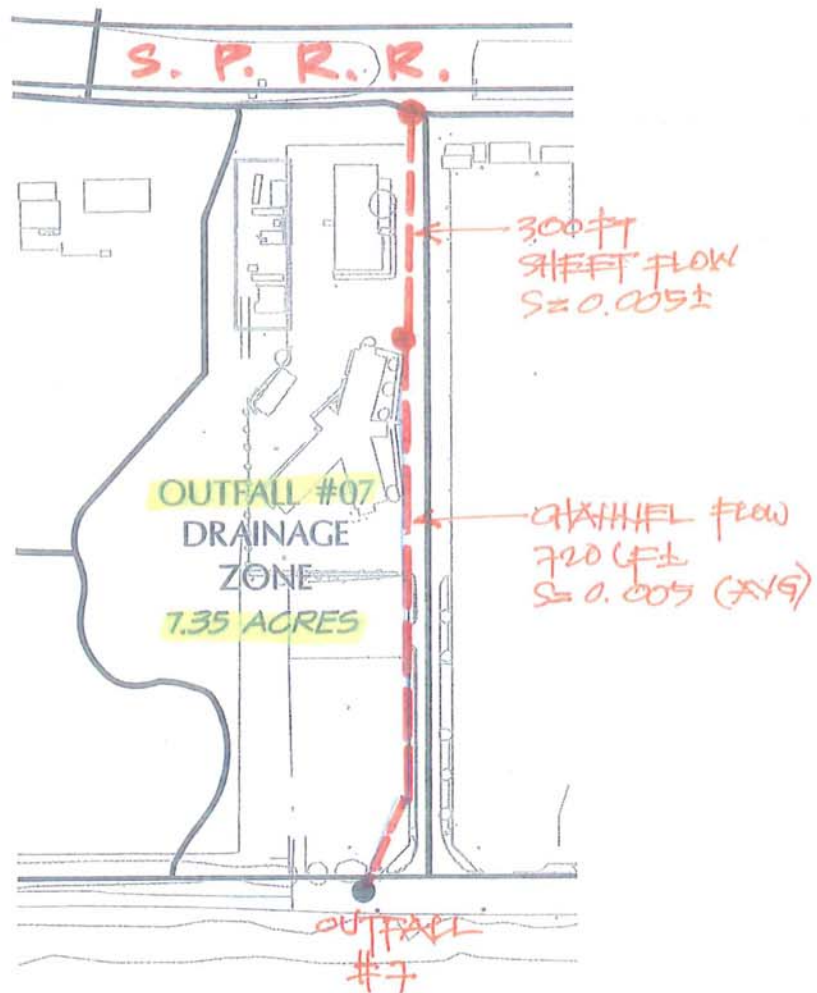 S. P. R. R.
300 FT
SHEET FLOW
S= 0.005±
OUTFALL #07
DRAINAGE
ZONE
7.35 ACRES
CHANNEL FLOW
720 LF±
S= 0.005 (AVG)
OUTFALL
#7